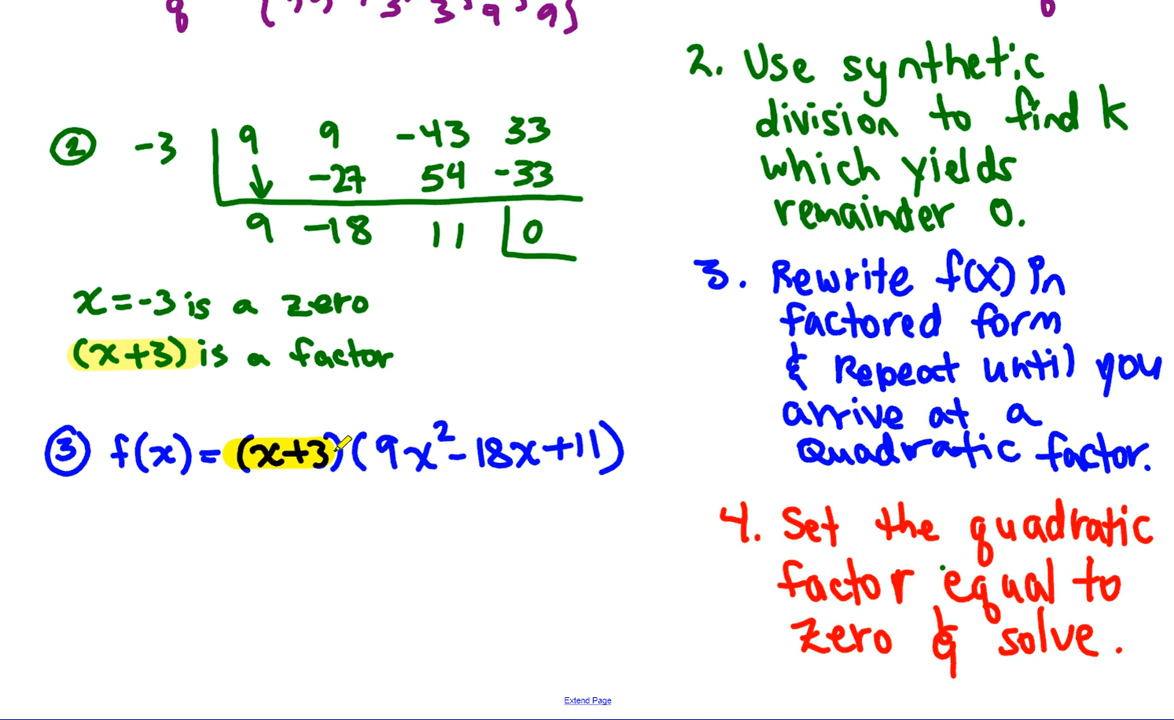 ② -3 | 9 9 -43 33
↓ -27 54 -33
9 -18 11 | 0
x = -3 is a zero
(x+3) is a factor
③ f(x) = (x+3)(9x² - 18x + 11)
2. Use synthetic
division to find k
which yields
remainder 0.
3. Rewrite f(x) in
factored form
& Repeat until you
arrive at a
Quadratic factor.
4. Set the quadratic
factor equal to
zero & solve.
Extend Page